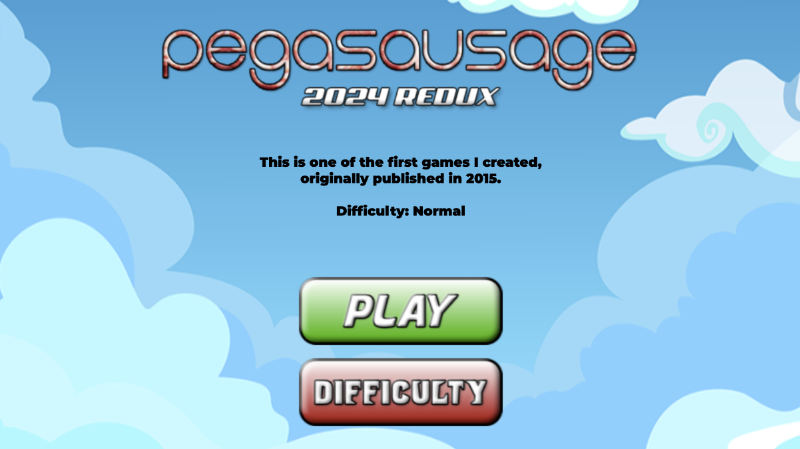 pegasausage
2024 REDUX
This is one of the first games I created,
originally published in 2015.
Difficulty: Normal
PLAY
DIFFICULTY